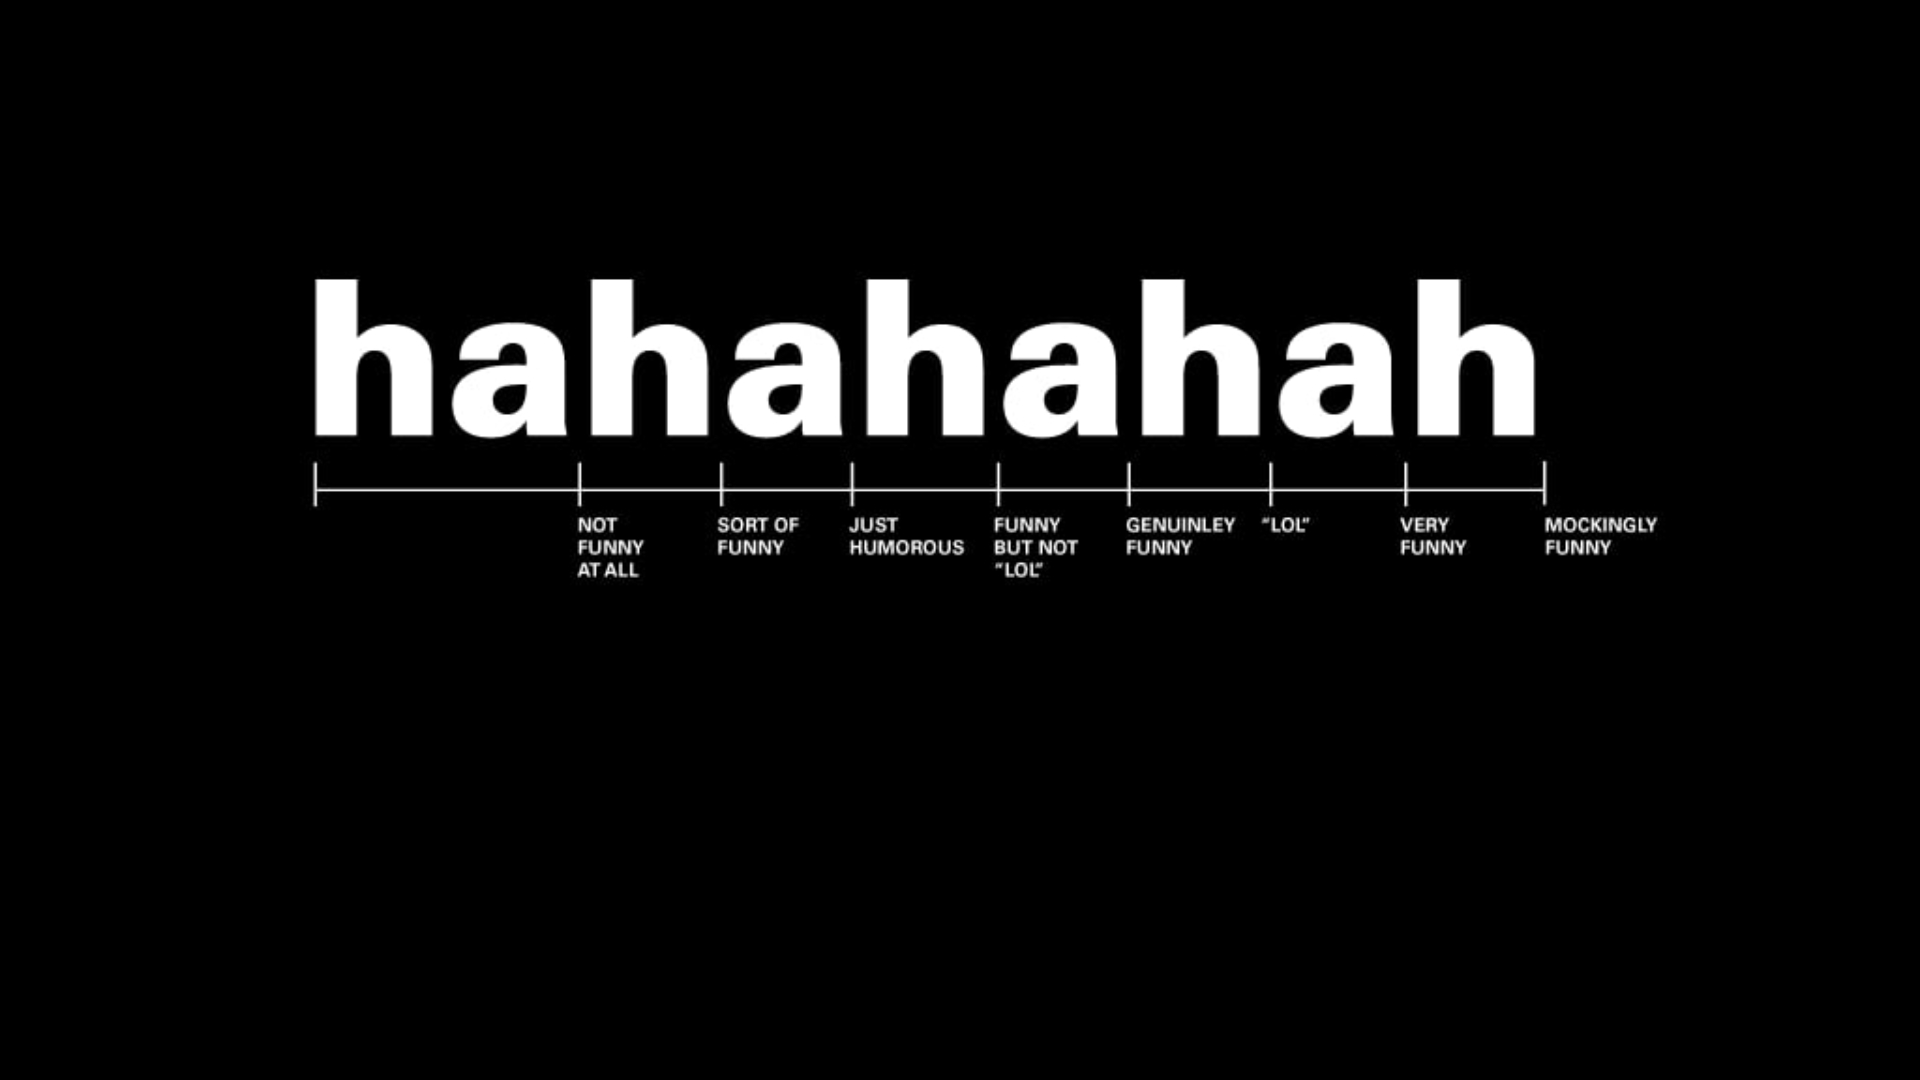 hahahahah
NOT
FUNNY
AT ALL
SORT OF
FUNNY
JUST
HUMOROUS
FUNNY
BUT NOT
“LOL”
GENUINLEY
FUNNY
“LOL”
VERY
FUNNY
MOCKINGLY
FUNNY